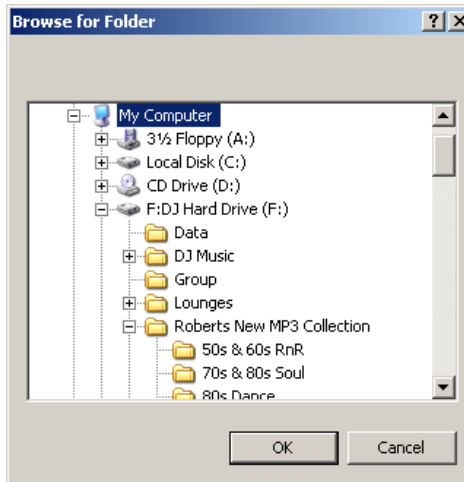 Browse for Folder
My Computer
3½ Floppy (A:)
Local Disk (C:)
CD Drive (D:)
F:DJ Hard Drive (F:)
Data
DJ Music
Group
Lounges
Roberts New MP3 Collection
50s & 60s RnR
70s & 80s Soul
80s Dance
OK Cancel